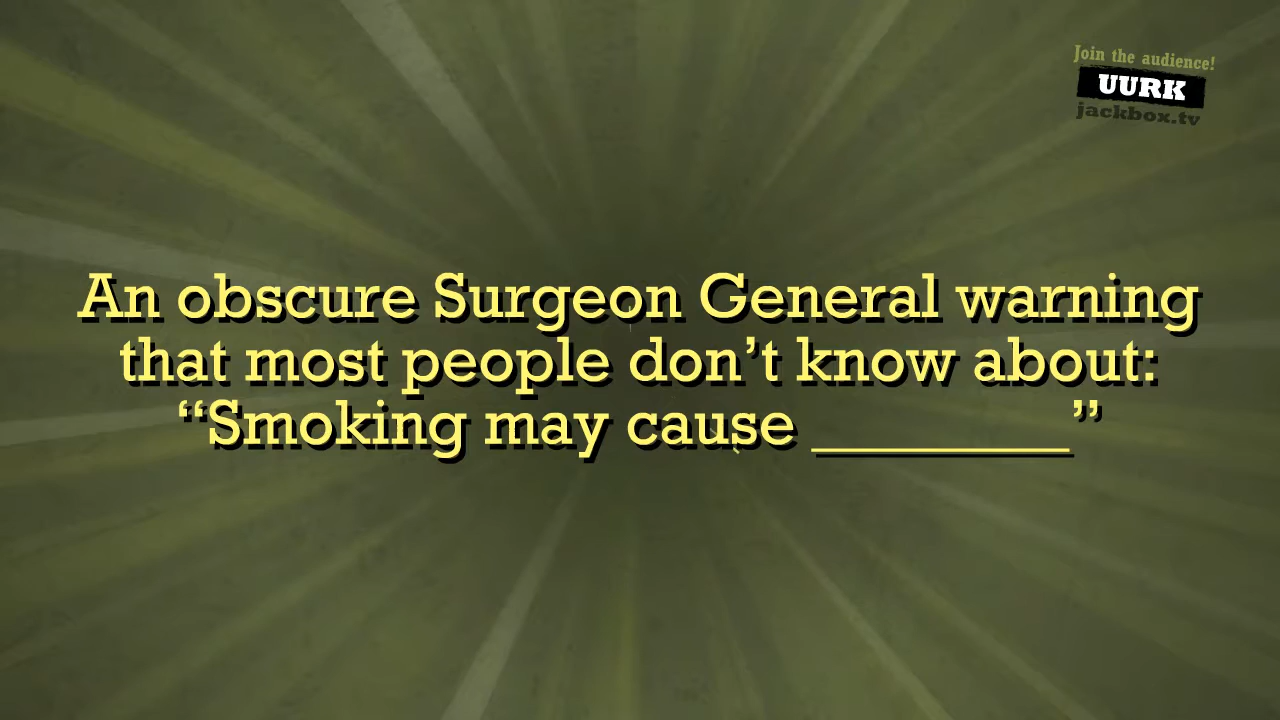 Join the audience!
UURK
jackbox.tv
An obscure Surgeon General warning
that most people don’t know about:
“Smoking may cause ________”